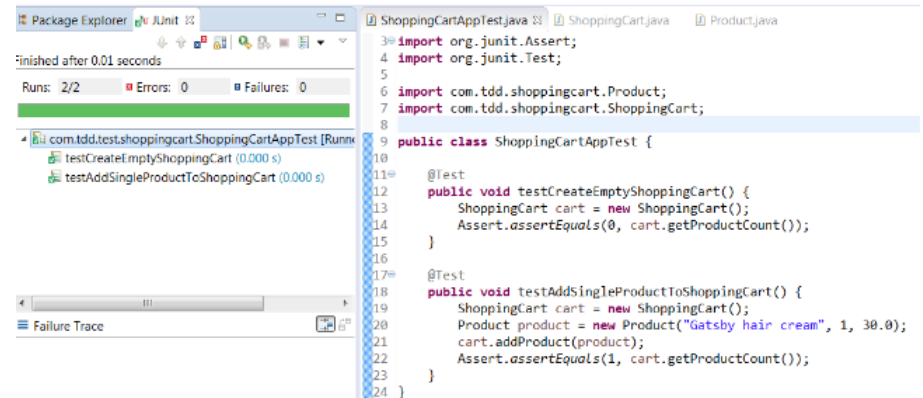 Package Explorer JUnit
Finished after 0.01 seconds
Runs: 2/2 Errors: 0 Failures: 0
com.tdd.test.shoppingcart.ShoppingCartAppTest [Runne
testCreateEmptyShoppingCart (0.000 s)
testAddSingleProductToShoppingCart (0.000 s)
Failure Trace
ShoppingCartAppTest.java ShoppingCart.java Product.java
3 import org.junit.Assert;
4 import org.junit.Test;
5
6 import com.tdd.shoppingcart.Product;
7 import com.tdd.shoppingcart.ShoppingCart;
8
9 public class ShoppingCartAppTest {
10
11 @Test
12 public void testCreateEmptyShoppingCart() {
13 ShoppingCart cart = new ShoppingCart();
14 Assert.assertEquals(0, cart.getProductCount());
15 }
16
17 @Test
18 public void testAddSingleProductToShoppingCart() {
19 ShoppingCart cart = new ShoppingCart();
20 Product product = new Product("Gatsby hair cream", 1, 30.0);
21 cart.addProduct(product);
22 Assert.assertEquals(1, cart.getProductCount());
23 }
24 }